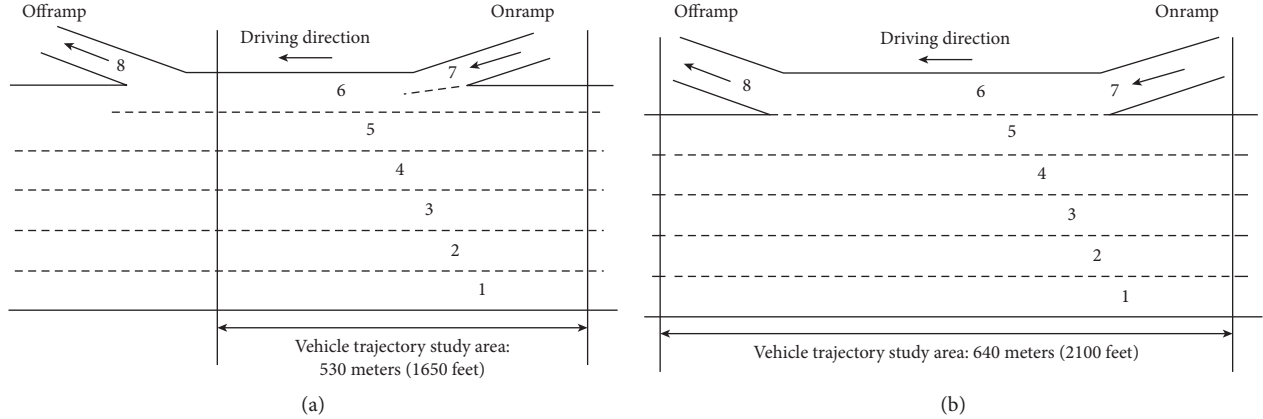 Offramp
Onramp
Driving direction
8
7
6
5
4
3
2
1
Vehicle trajectory study area:
530 meters (1650 feet)
(a)
Offramp
Onramp
Driving direction
8
7
6
5
4
3
2
1
Vehicle trajectory study area: 640 meters (2100 feet)
(b)